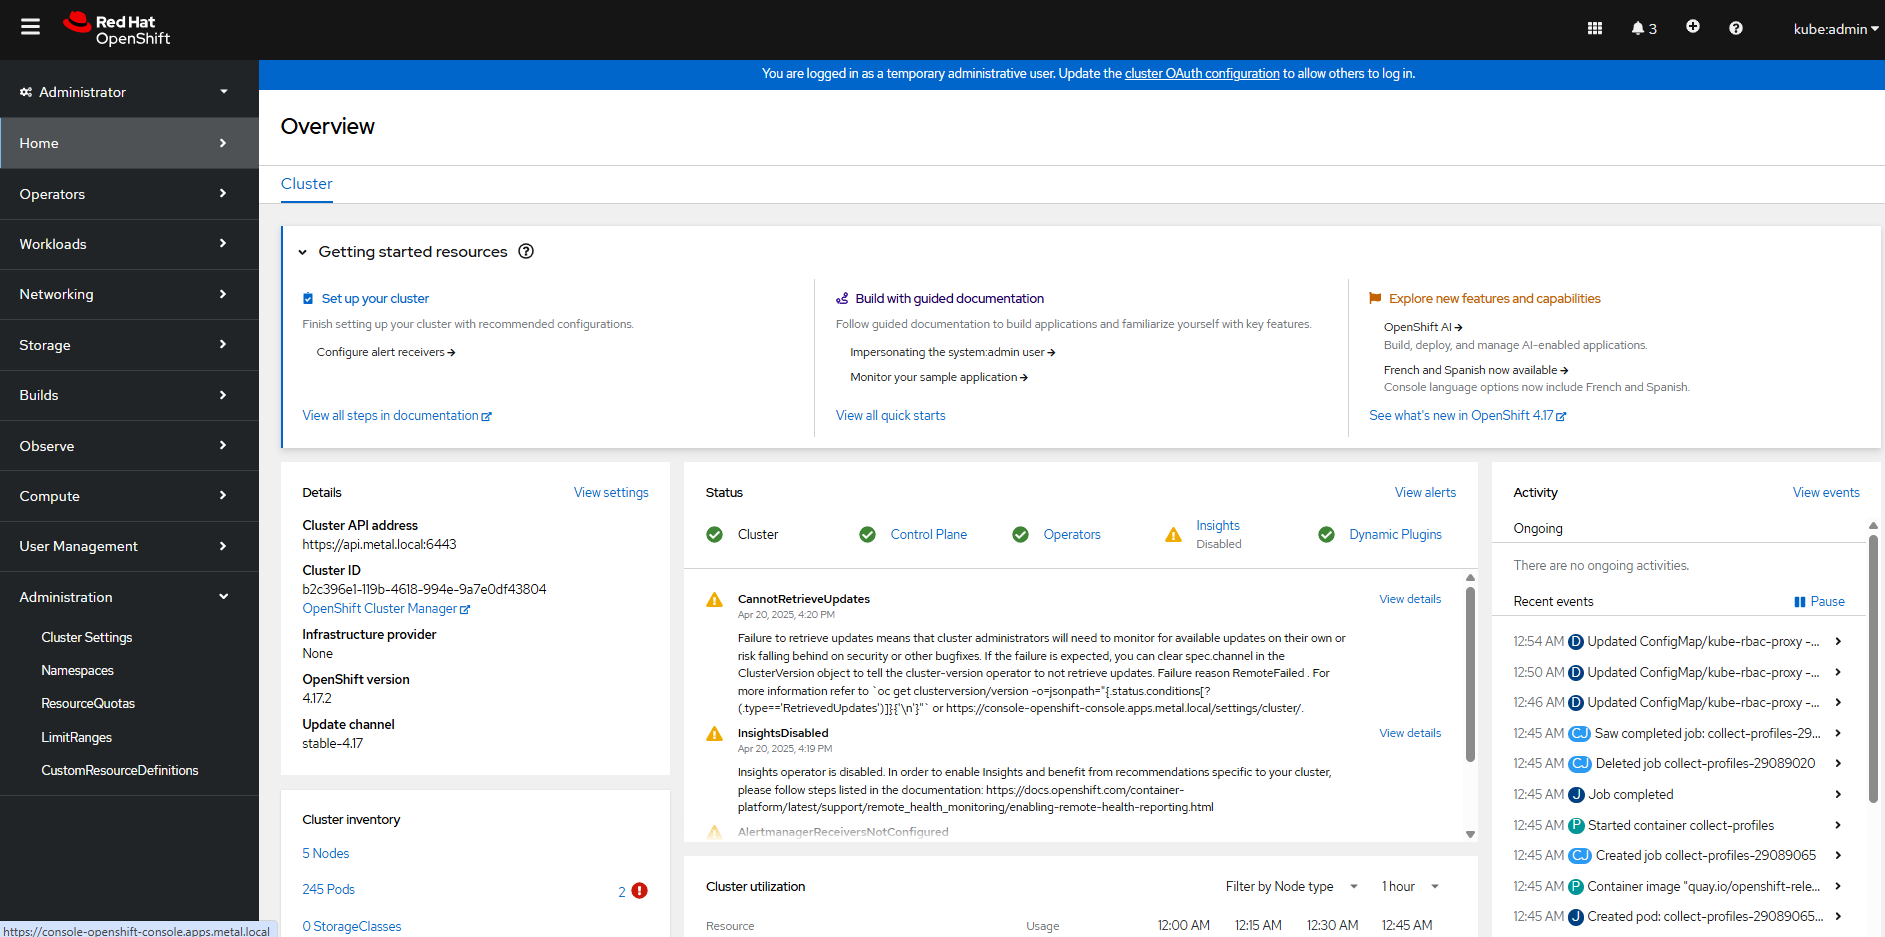 Red Hat
OpenShift
3
kube:admin
Administrator
Home
Operators
Workloads
Networking
Storage
Builds
Observe
Compute
User Management
Administration
Cluster Settings
Namespaces
ResourceQuotas
LimitRanges
CustomResourceDefinitions
https://console-openshift-console.apps.metal.local
You are logged in as a temporary administrative user. Update the cluster OAuth configuration to allow others to log in.
Overview
Cluster
Getting started resources
Set up your cluster
Finish setting up your cluster with recommended configurations.
Configure alert receivers
View all steps in documentation
Build with guided documentation
Follow guided documentation to build applications and familiarize yourself with key features.
Impersonating the system:admin user
Monitor your sample application
View all quick starts
Explore new features and capabilities
OpenShift AI
Build, deploy, and manage AI-enabled applications.
French and Spanish now available
Console language options now include French and Spanish.
See what's new in OpenShift 4.17
Details
View settings
Cluster API address
https://api.metal.local:6443
Cluster ID
b2c396e1-119b-4618-994e-9a7e0df43804
OpenShift Cluster Manager
Infrastructure provider
None
OpenShift version
4.17.2
Update channel
stable-4.17
Cluster inventory
5 Nodes
245 Pods
2
0 StorageClasses
Status
View alerts
Cluster
Control Plane
Operators
Insights
Disabled
Dynamic Plugins
CannotRetrieveUpdates
View details
Apr 20, 2025, 4:20 PM
Failure to retrieve updates means that cluster administrators will need to monitor for available updates on their own or
risk falling behind on security or other bugfixes. If the failure is expected, you can clear spec.channel in the
ClusterVersion object to tell the cluster-version operator to not retrieve updates. Failure reason RemoteFailed . For
more information refer to `oc get clusterversion/version -o=jsonpath="{.status.conditions[?
(.type=='RetrievedUpdates')]}{'\n'}"` or https://console-openshift-console.apps.metal.local/settings/cluster/.
InsightsDisabled
View details
Apr 20, 2025, 4:19 PM
Insights operator is disabled. In order to enable Insights and benefit from recommendations specific to your cluster,
please follow steps listed in the documentation: https://docs.openshift.com/container-
platform/latest/support/remote_health_monitoring/enabling-remote-health-reporting.html
AlertmanagerReceiversNotConfigured
Cluster utilization
Filter by Node type
1 hour
Resource
Usage
12:00 AM
12:15 AM
12:30 AM
12:45 AM
Activity
View events
Ongoing
There are no ongoing activities.
Recent events
Pause
12:54 AM D Updated ConfigMap/kube-rbac-proxy -...
12:50 AM D Updated ConfigMap/kube-rbac-proxy -...
12:46 AM D Updated ConfigMap/kube-rbac-proxy -...
12:45 AM CJ Saw completed job: collect-profiles-29...
12:45 AM CJ Deleted job collect-profiles-29089020
12:45 AM J Job completed
12:45 AM P Started container collect-profiles
12:45 AM CJ Created job collect-profiles-29089065
12:45 AM P Container image "quay.io/openshift-rele...
12:45 AM J Created pod: collect-profiles-29089065...